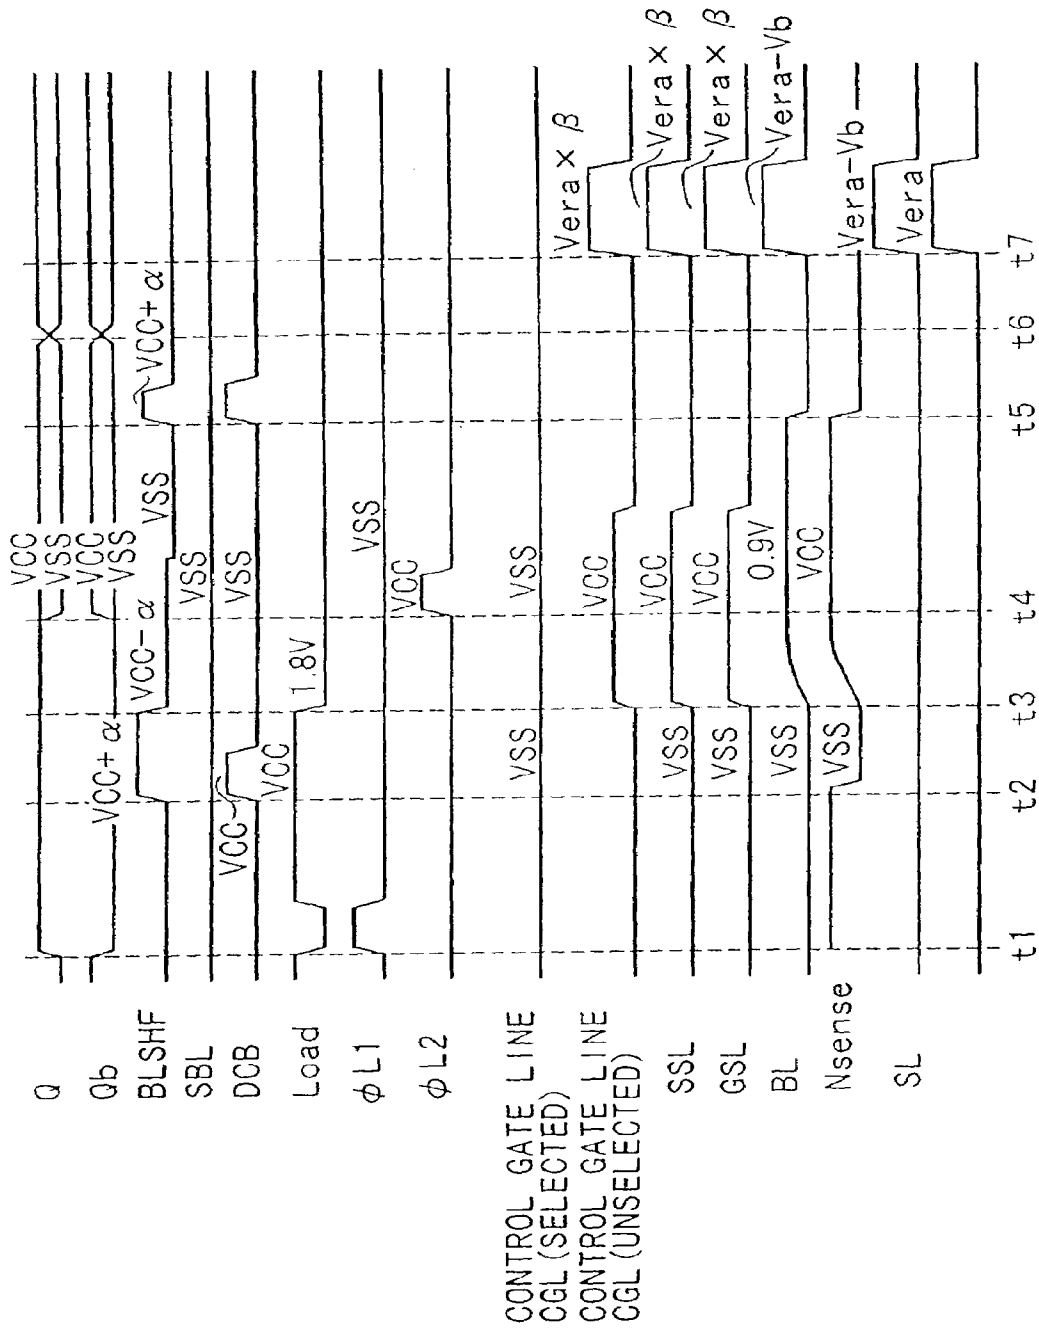 Q
VCC
VSS
Qb
VCC
VSS
BLSHF
VCC+α
VCC-α
VSS
VCC+α
SBL
VSS
DCB
VCC
VSS
Load
VCC
1.8V
φL1
VSS
φL2
VCC
CONTROL GATE LINE
CGL (SELECTED)
VSS
VSS
CONTROL GATE LINE
CGL (UNSELECTED)
VCC
Vera×β
SSL
VSS
VCC
Vera×β
GSL
VSS
VCC
Vera×β
BL
VSS
0.9V
Vera-Vb
Nsense
VSS
VCC
Vera-Vb
SL
Vera
t1
t2
t3
t4
t5
t6
t7